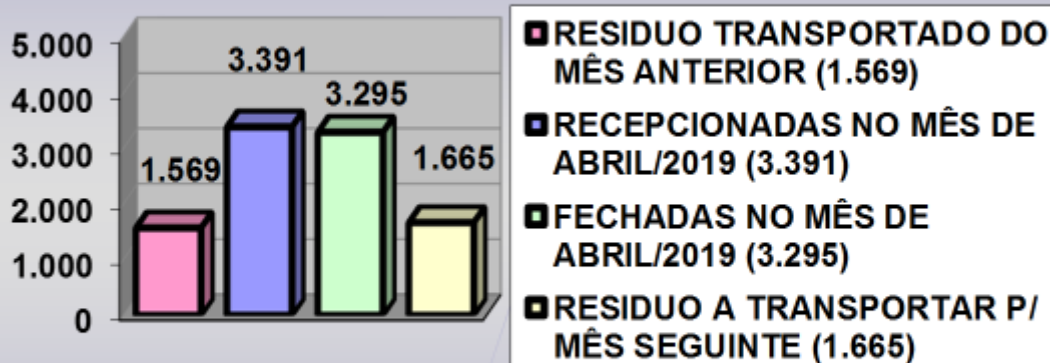 5.000
4.000
3.000
2.000
1.000
0
1.569
3.391
3.295
1.665
RESIDUO TRANSPORTADO DO
MÊS ANTERIOR (1.569)
RECEPCIONADAS NO MÊS DE
ABRIL/2019 (3.391)
FECHADAS NO MÊS DE
ABRIL/2019 (3.295)
RESIDUO A TRANSPORTAR P/
MÊS SEGUINTE (1.665)